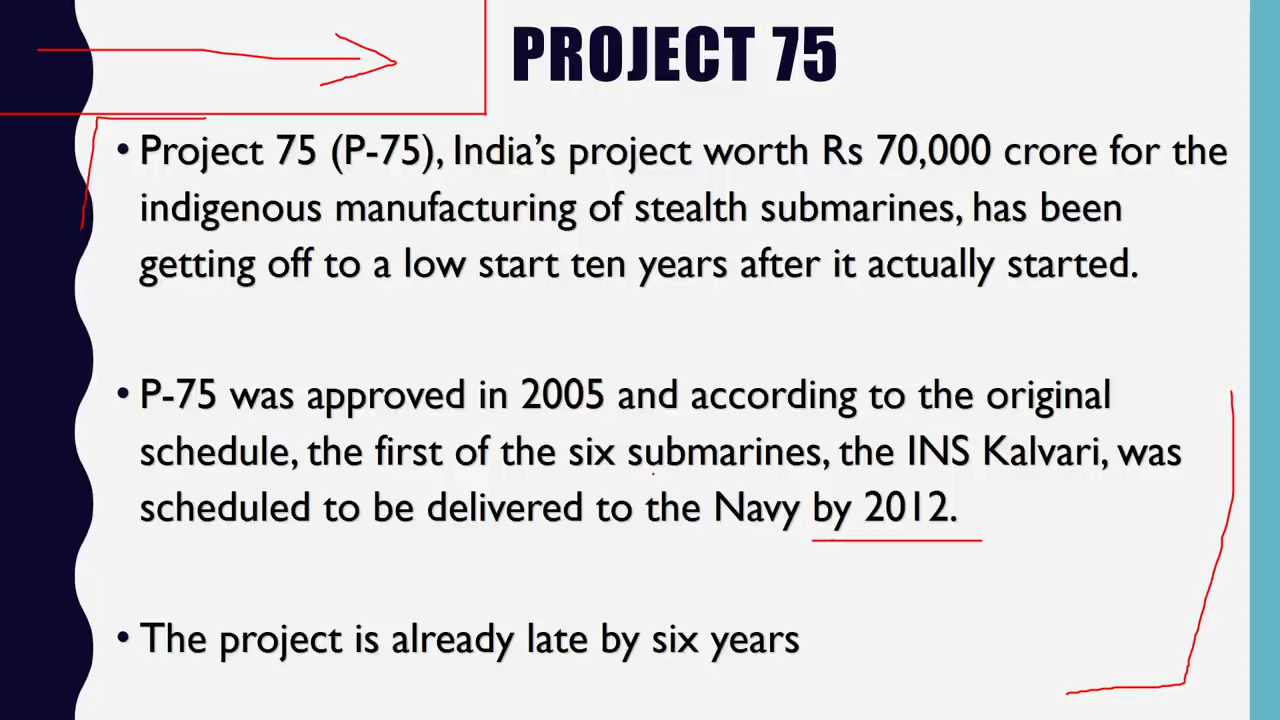 PROJECT 75
• Project 75 (P-75), India’s project worth Rs 70,000 crore for the
indigenous manufacturing of stealth submarines, has been
getting off to a low start ten years after it actually started.
• P-75 was approved in 2005 and according to the original
schedule, the first of the six submarines, the INS Kalvari, was
scheduled to be delivered to the Navy by 2012.
• The project is already late by six years